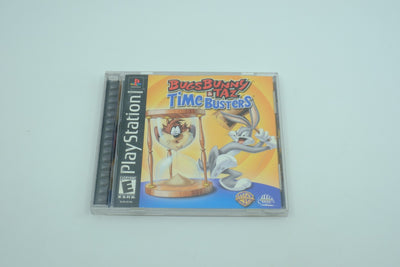 BUGS BUNNY
& TAZ
TIME BUSTERS
PlayStation
E